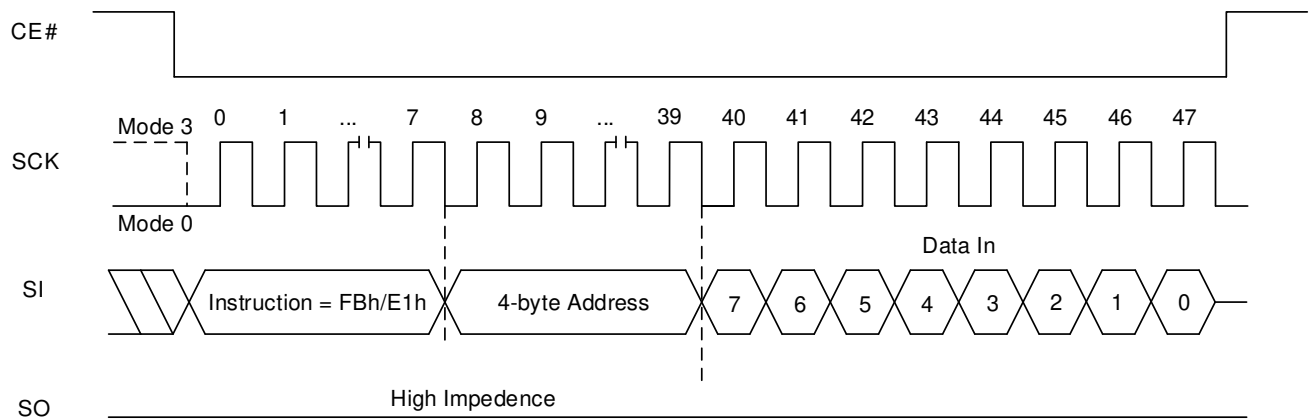 CE#
0 1 ... 7 8 9 ... 39 40 41 42 43 44 45 46 47
Mode 3
SCK
Mode 0
Data In
SI
Instruction = FBh/E1h
4-byte Address
7 6 5 4 3 2 1 0
High Impedence
SO